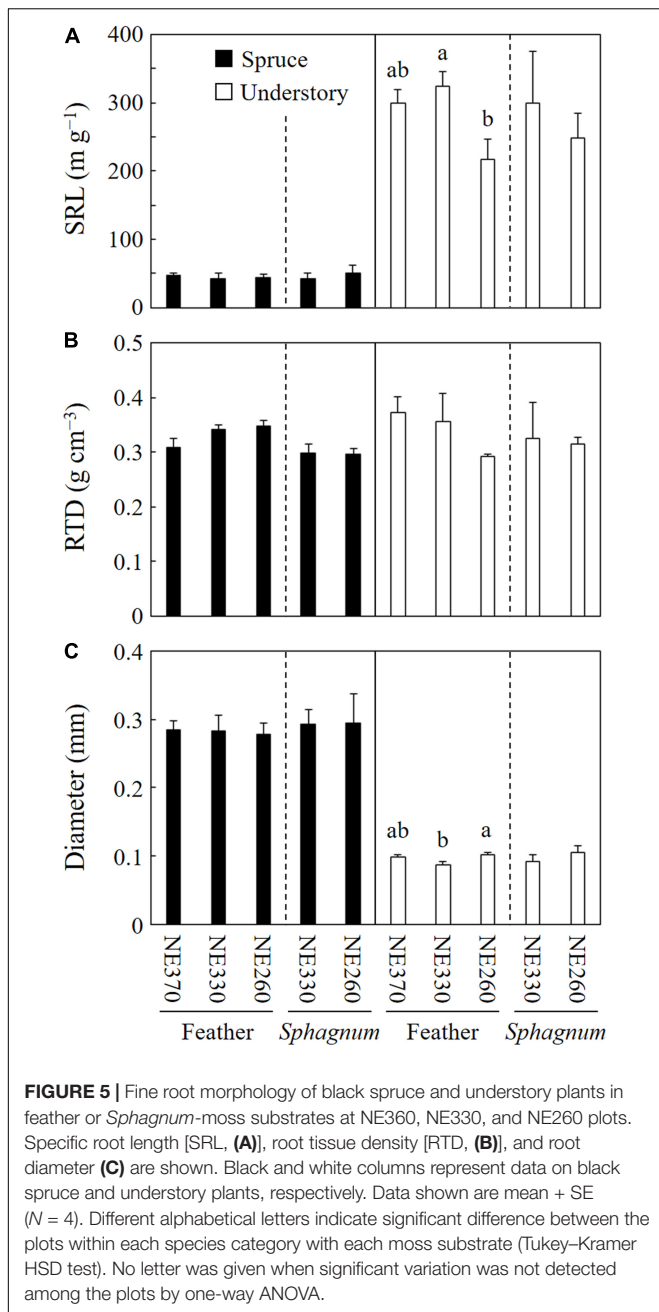 A
400
300
200
100
0
SRL (m g⁻¹)
Spruce
Understory
ab
a
b
B
0.5
0.4
0.3
0.2
0.1
0
RTD (g cm⁻³)
C
0.4
0.3
0.2
0.1
0
Diameter (mm)
ab
b
a
NE370 NE330 NE260 NE330 NE260 NE370 NE330 NE260 NE330 NE260
Feather Sphagnum Feather Sphagnum
FIGURE 5 | Fine root morphology of black spruce and understory plants in
feather or Sphagnum-moss substrates at NE360, NE330, and NE260 plots.
Specific root length [SRL, (A)], root tissue density [RTD, (B)], and root
diameter (C) are shown. Black and white columns represent data on black
spruce and understory plants, respectively. Data shown are mean + SE
(N = 4). Different alphabetical letters indicate significant difference between the
plots within each species category with each moss substrate (Tukey–Kramer
HSD test). No letter was given when significant variation was not detected
among the plots by one-way ANOVA.